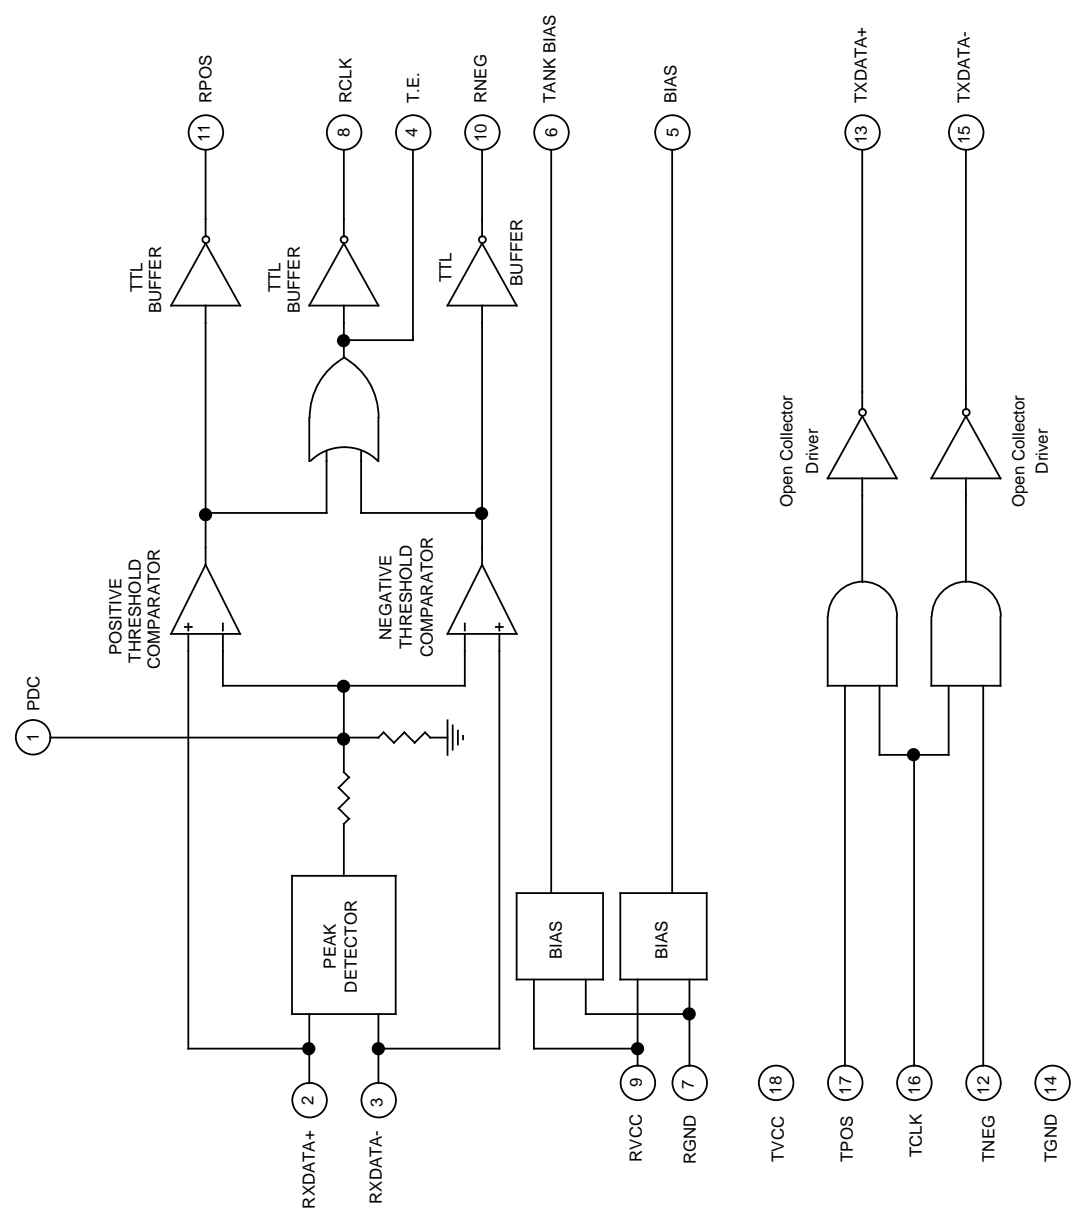 RPOS
11
RCLK
8
T.E.
4
RNEG
10
TANK BIAS
6
BIAS
5
TXDATA+
13
TXDATA-
15
TTL
BUFFER
TTL
BUFFER
TTL
BUFFER
Open Collector
Driver
Open Collector
Driver
POSITIVE
THRESHOLD
COMPARATOR
+
-
NEGATIVE
THRESHOLD
COMPARATOR
-
+
PDC
1
PEAK
DETECTOR
BIAS
BIAS
2
RXDATA+
3
RXDATA-
9
RVCC
7
RGND
18
TVCC
17
TPOS
16
TCLK
12
TNEG
14
TGND